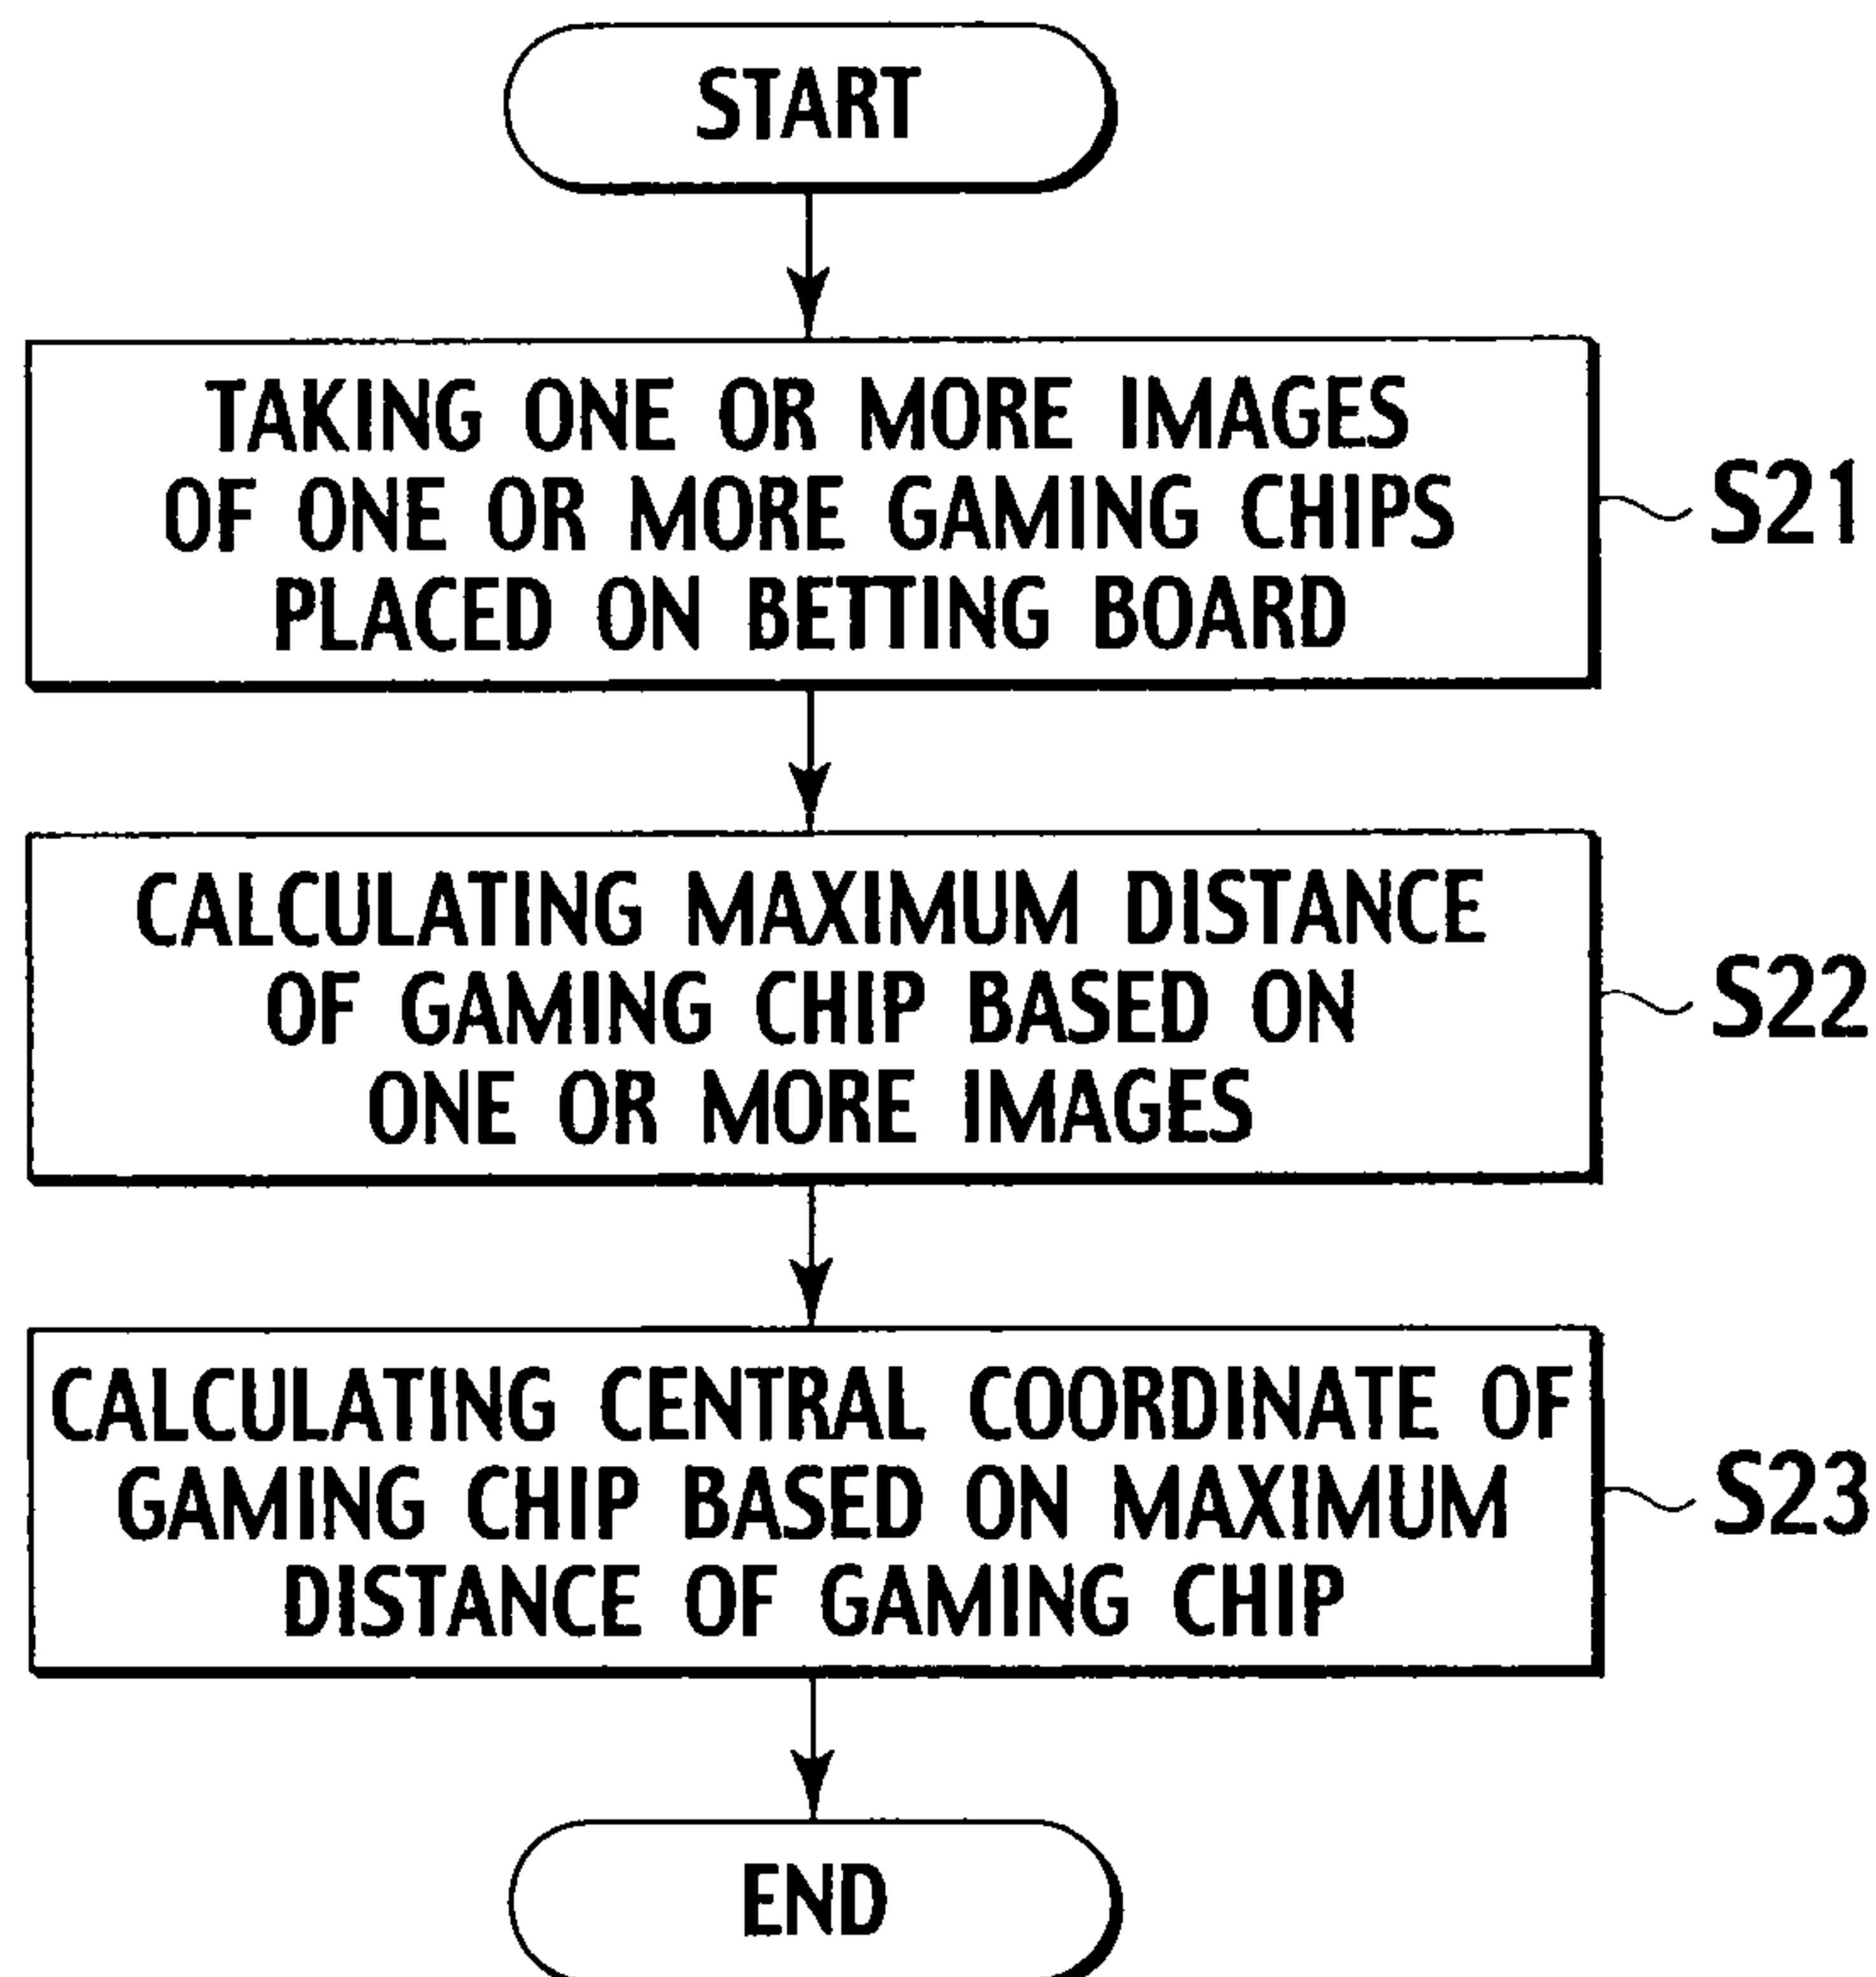 START
TAKING ONE OR MORE IMAGES
OF ONE OR MORE GAMING CHIPS
PLACED ON BETTING BOARD
S21
CALCULATING MAXIMUM DISTANCE
OF GAMING CHIP BASED ON
ONE OR MORE IMAGES
S22
CALCULATING CENTRAL COORDINATE OF
GAMING CHIP BASED ON MAXIMUM
DISTANCE OF GAMING CHIP
S23
END